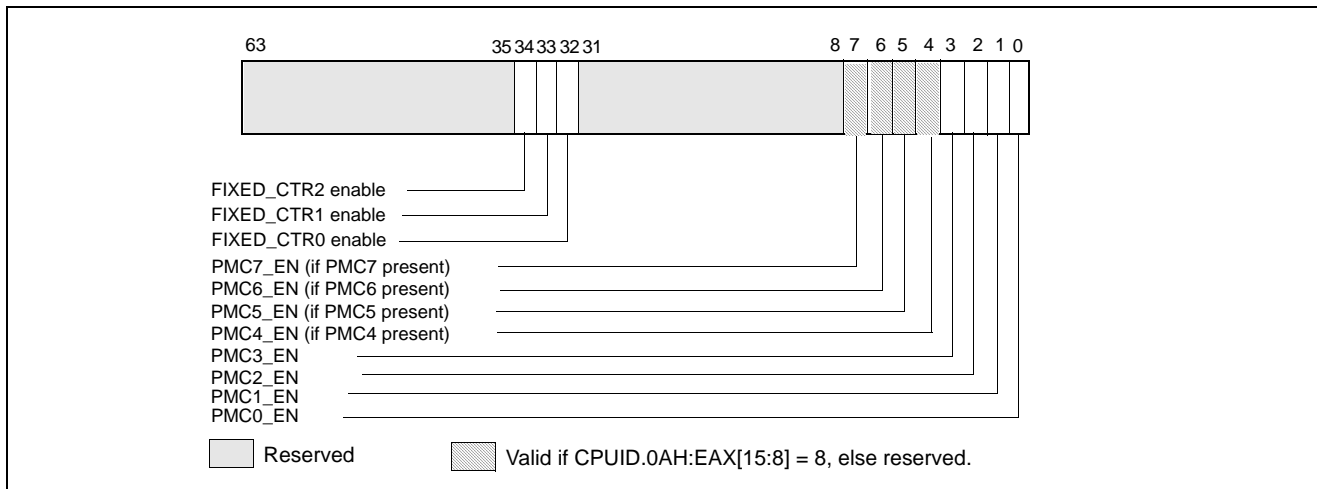 63 35 34 33 32 31 8 7 6 5 4 3 2 1 0
FIXED_CTR2 enable
FIXED_CTR1 enable
FIXED_CTR0 enable
PMC7_EN (if PMC7 present)
PMC6_EN (if PMC6 present)
PMC5_EN (if PMC5 present)
PMC4_EN (if PMC4 present)
PMC3_EN
PMC2_EN
PMC1_EN
PMC0_EN
Reserved Valid if CPUID.0AH:EAX[15:8] = 8, else reserved.